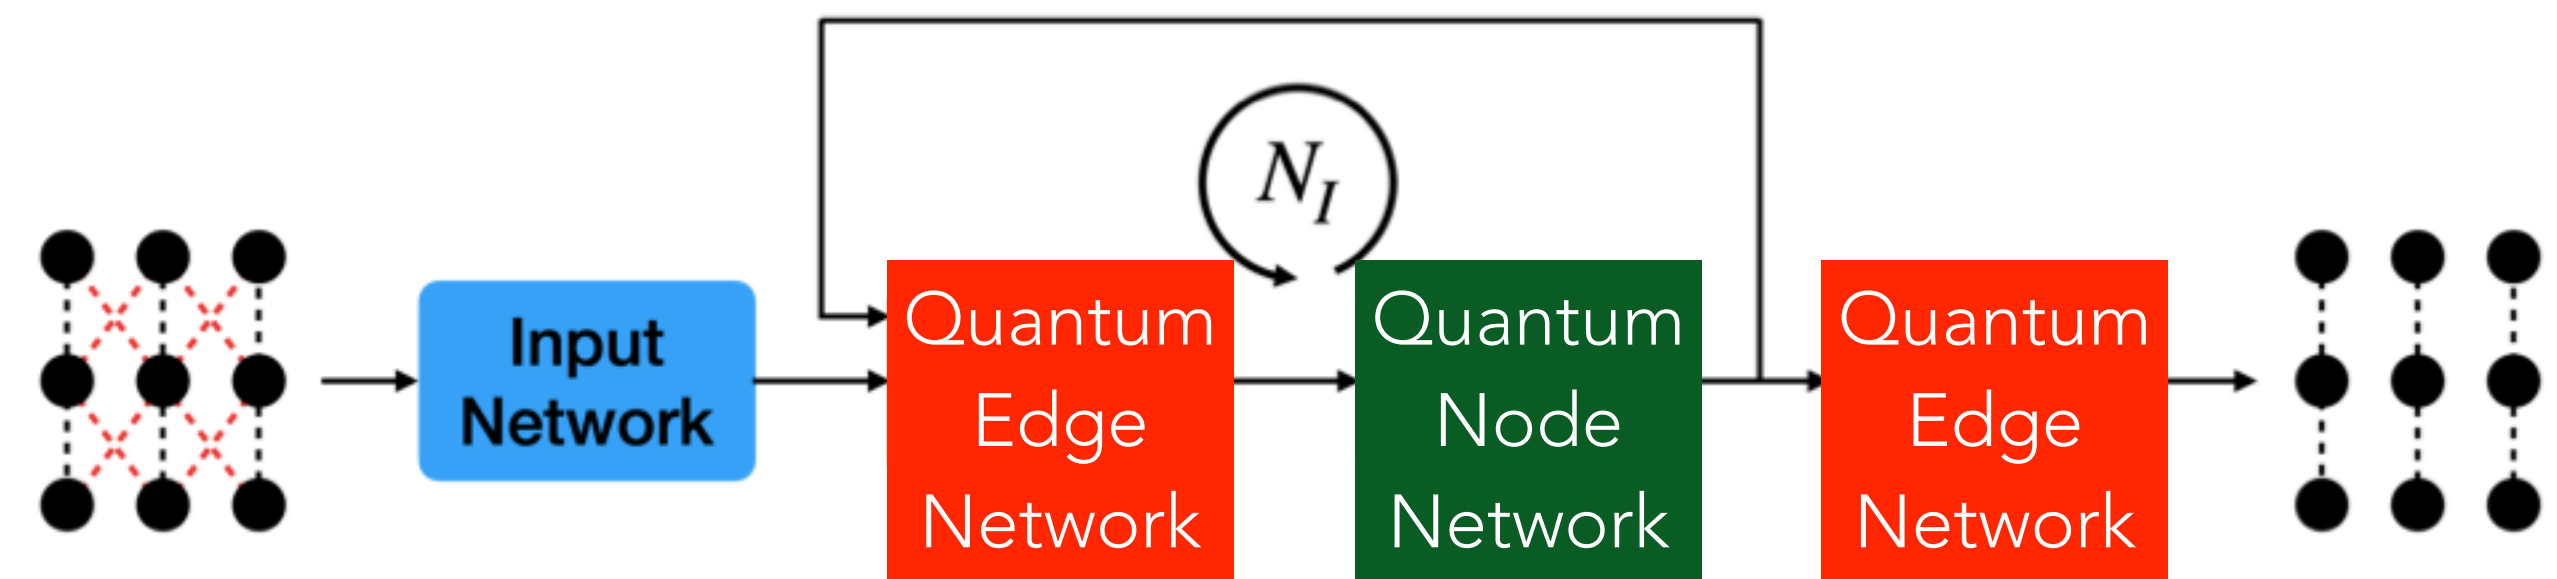 N_I
Input
Network
Quantum
Edge
Network
Quantum
Node
Network
Quantum
Edge
Network